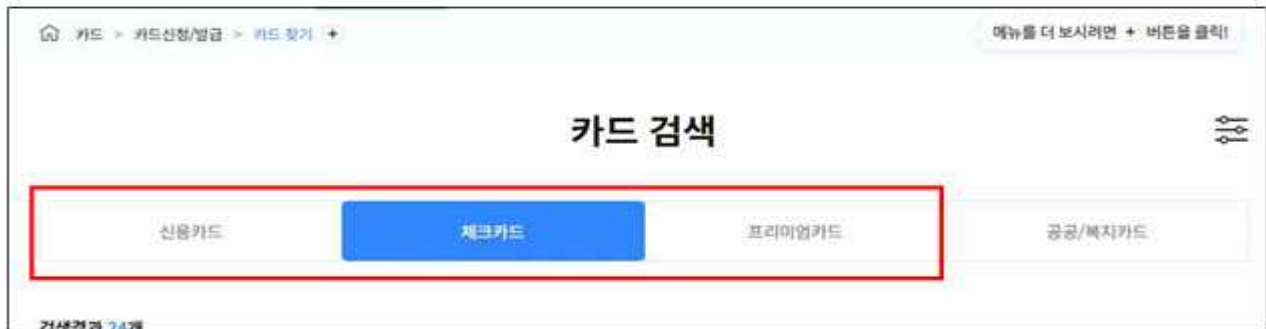 카드 > 카드신청/발급 > 카드 찾기 +
메뉴를 더 보시려면 + 버튼을 클릭!
카드 검색
신용카드 체크카드 프리미엄카드 공공/복지카드
검색결과 24개